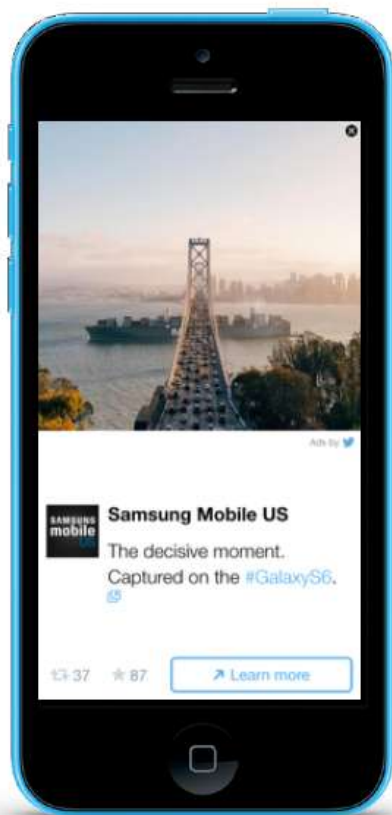 Ads by
SAMSUNG
mobile
US
Samsung Mobile US
The decisive moment.
Captured on the #GalaxyS6.
37 87 Learn more